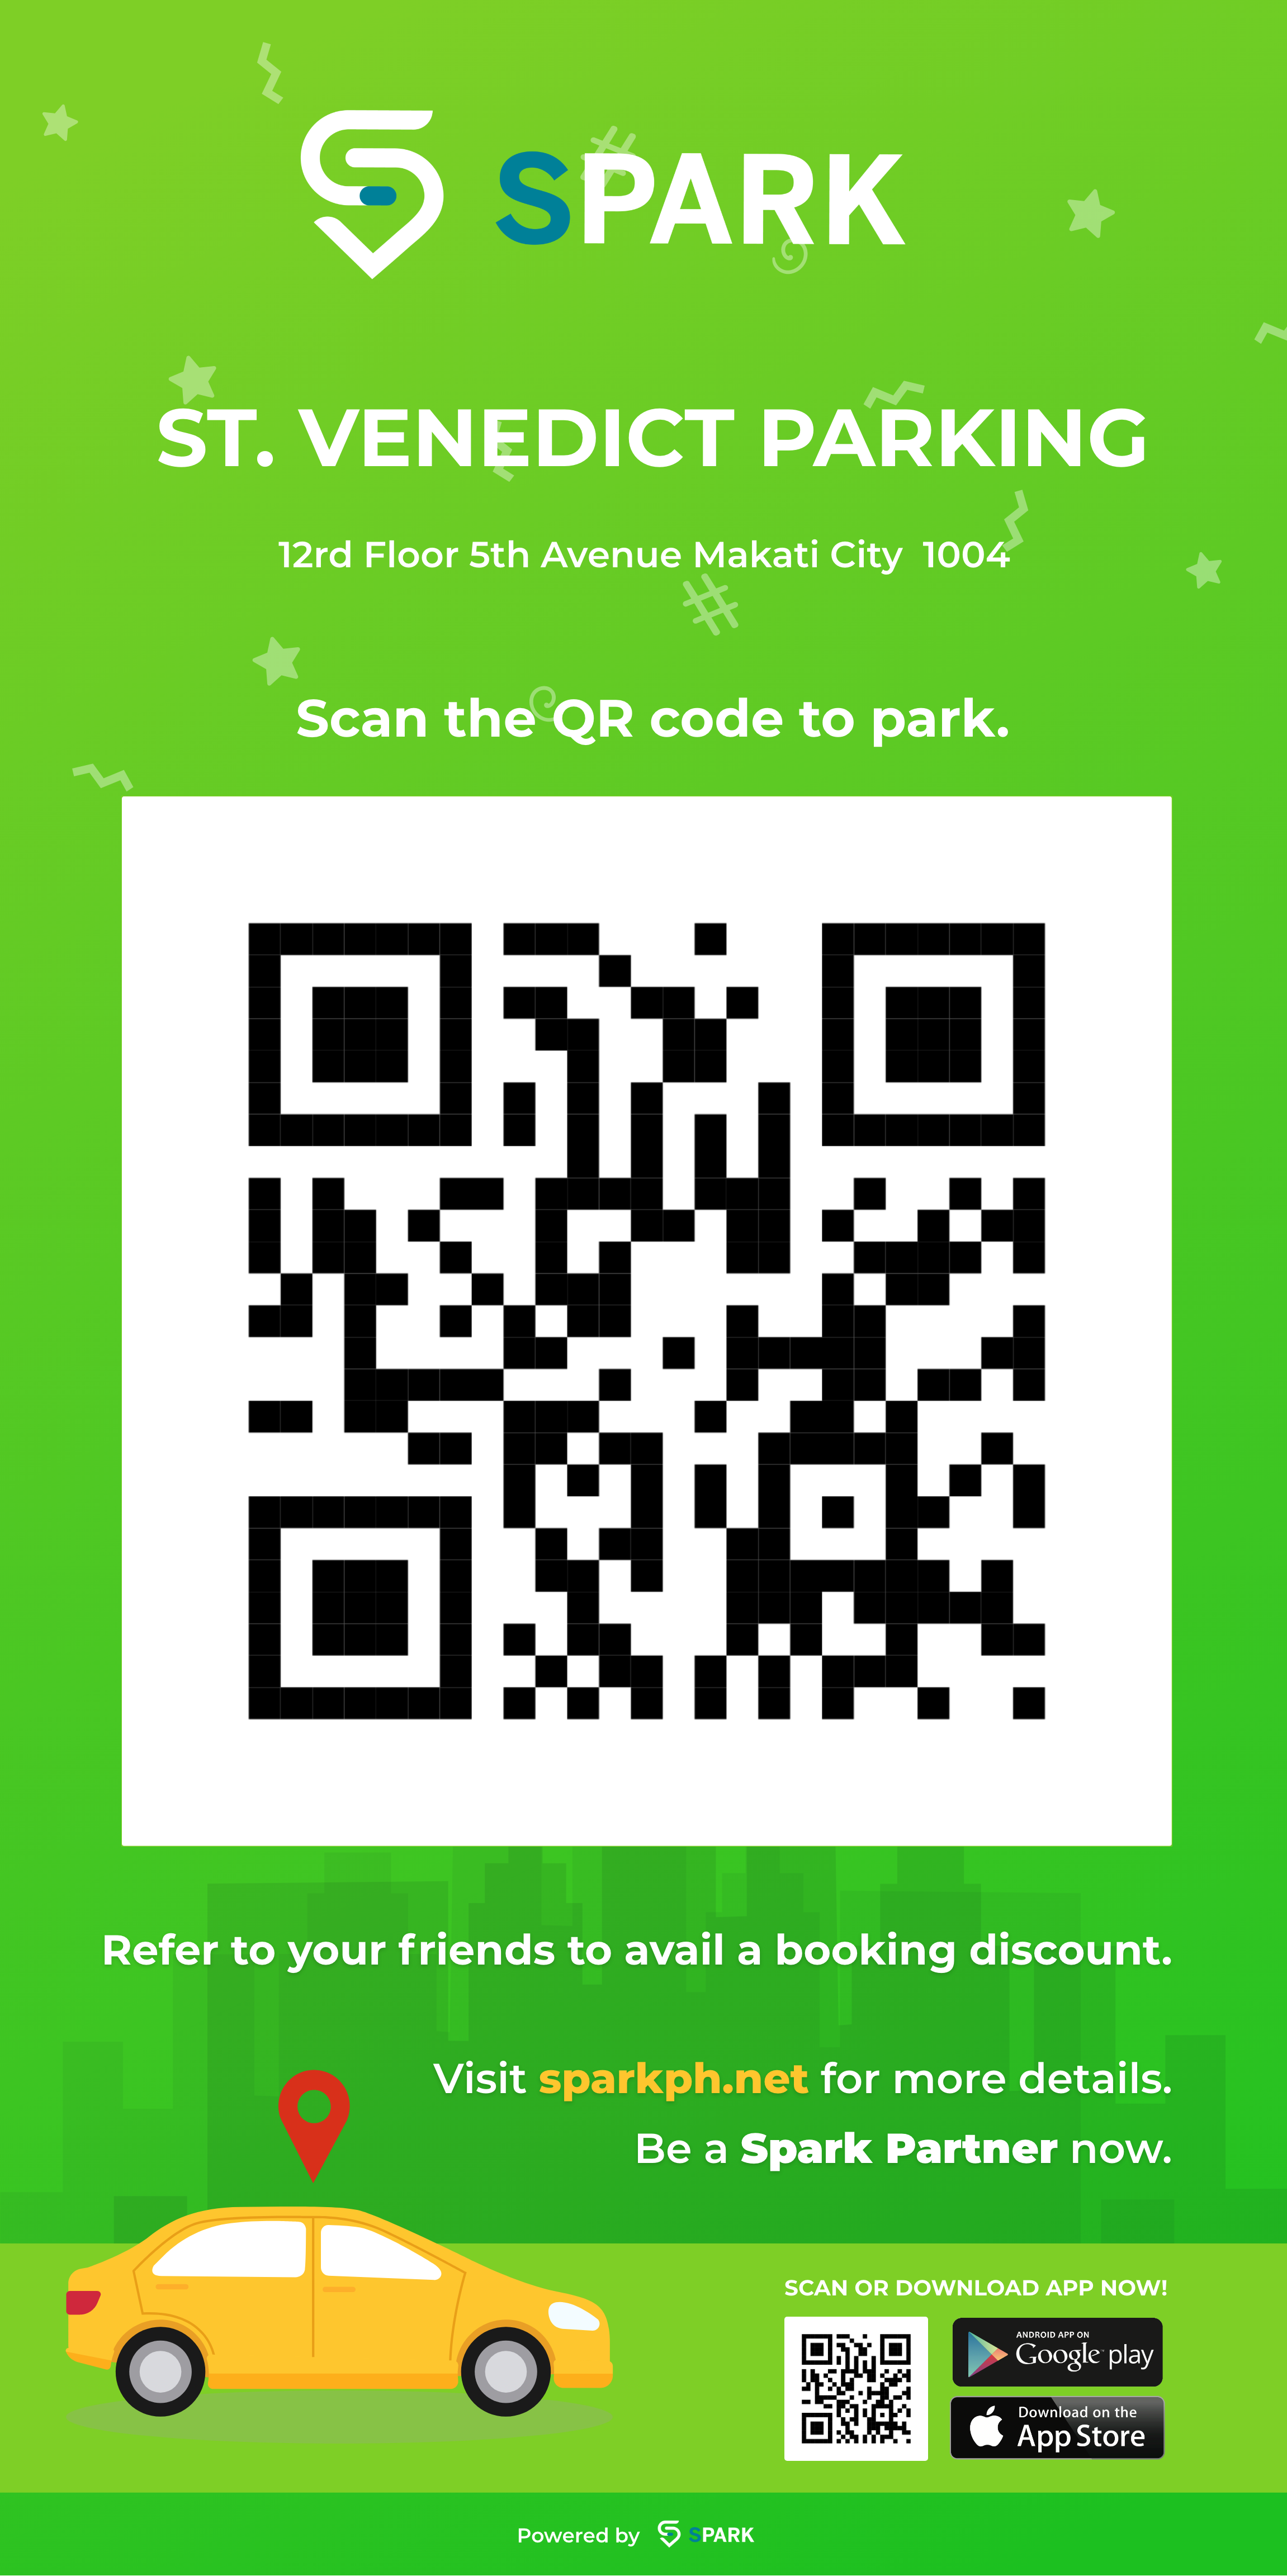 SPARK
ST. VENEDICT PARKING
12rd Floor 5th Avenue Makati City 1004
Scan the QR code to park.
Refer to your friends to avail a booking discount.
Visit sparkph.net for more details.
Be a Spark Partner now.
SCAN OR DOWNLOAD APP NOW!
ANDROID APP ON
Google play
Download on the
App Store
Powered by SPARK